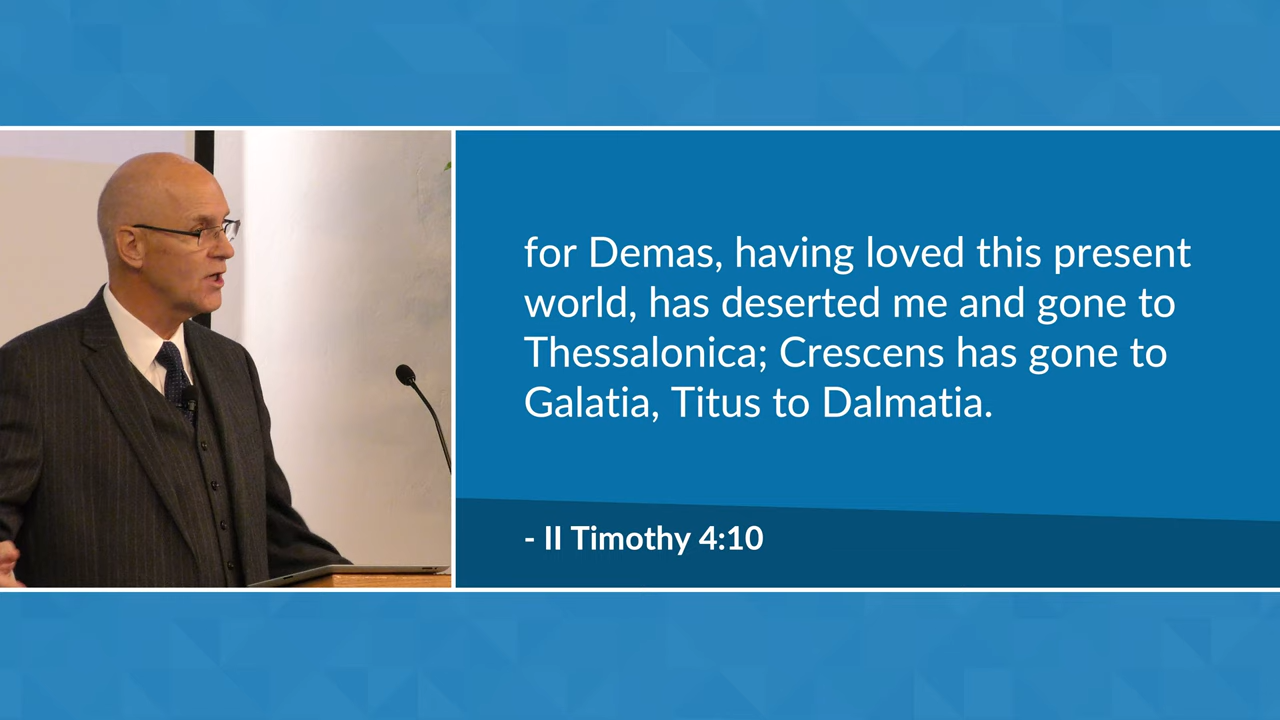 for Demas, having loved this present
world, has deserted me and gone to
Thessalonica; Crescens has gone to
Galatia, Titus to Dalmatia.
- II Timothy 4:10